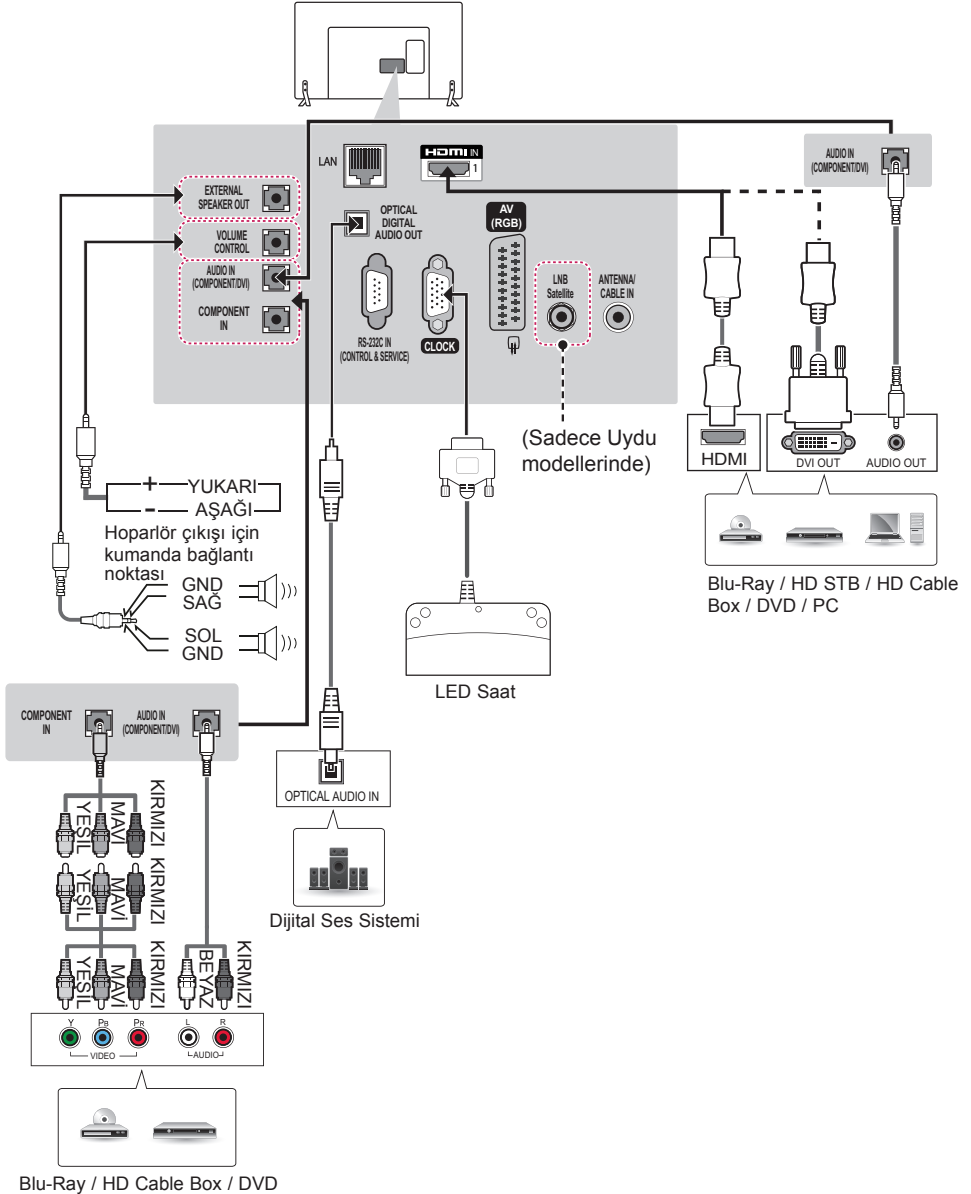 LAN
HDMI IN
1
AUDIO IN
(COMPONENT/DVI)
EXTERNAL
SPEAKER OUT
OPTICAL
DIGITAL
AUDIO OUT
AV
(RGB)
VOLUME
CONTROL
AUDIO IN
(COMPONENT/DVI)
COMPONENT
IN
LNB
Satellite
ANTENNA/
CABLE IN
RS-232C IN
(CONTROL & SERVICE)
CLOCK
(Sadece Uydu
modellerinde)
HDMI
DVI OUT
AUDIO OUT
+ YUKARI
- AŞAĞI
Hoparlör çıkışı için
kumanda bağlantı
noktası
GND
SAĞ
SOL
GND
Blu-Ray / HD STB / HD Cable
Box / DVD / PC
LED Saat
COMPONENT
IN
AUDIO IN
(COMPONENT/DVI)
OPTICAL AUDIO IN
Dijital Ses Sistemi
YEŞİL
MAVİ
KIRMIZI
YEŞİL
MAVİ
KIRMIZI
YEŞİL
MAVİ
KIRMIZI
BEYAZ
KIRMIZI
Y PB PR L R
VIDEO AUDIO
Blu-Ray / HD Cable Box / DVD